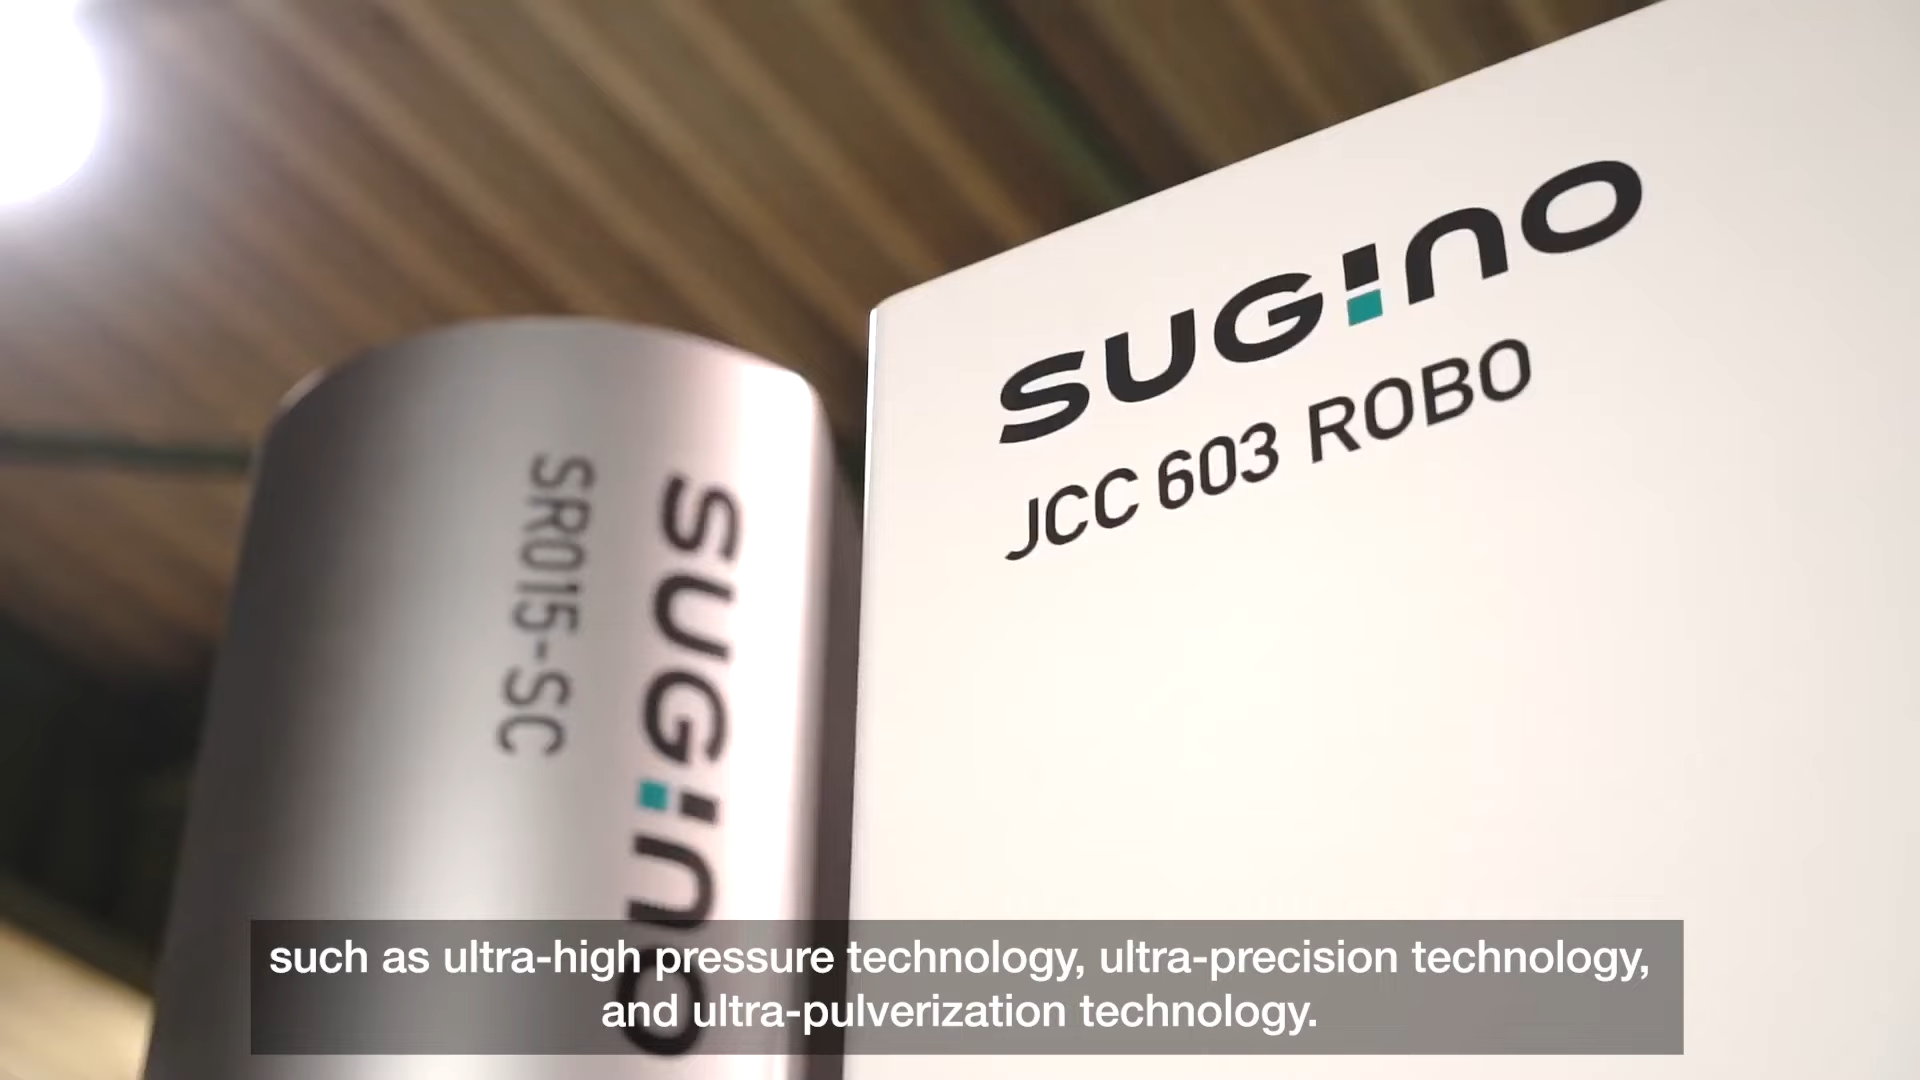 SUGINO
JCC 603 ROBO
SUGINO
SR015-SC
such as ultra-high pressure technology, ultra-precision technology,
and ultra-pulverization technology.